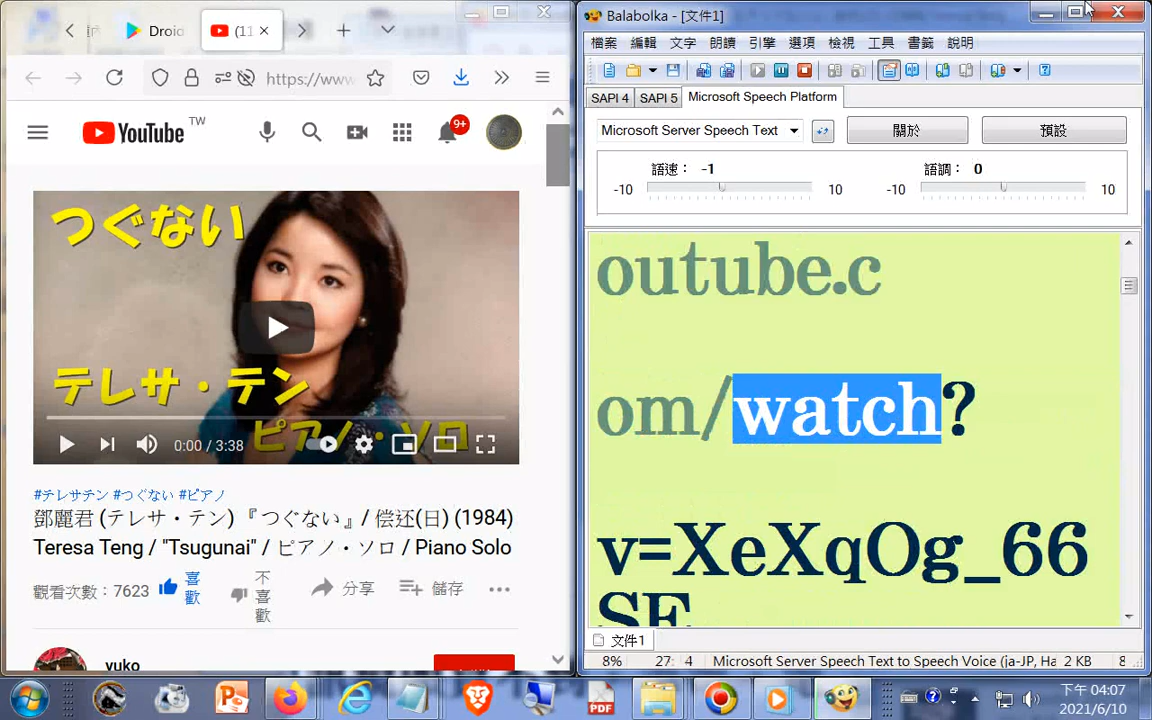 Droid
(11
https://www
YouTube TW
9+
つぐない
テレサ・テン
ピアノ・ソロ
0:00 / 3:38
#テレサテン #つぐない #ピアノ
鄧麗君 (テレサ・テン) 『つぐない』/ 偿还(日) (1984)
Teresa Teng / "Tsugunai" / ピアノ・ソロ / Piano Solo
觀看次數：7623
喜歡
不喜歡
分享
儲存
yuko
Balabolka - [文件1]
檔案 編輯 文字 朗讀 引擎 選項 檢視 工具 書籤 說明
SAPI 4 SAPI 5 Microsoft Speech Platform
Microsoft Server Speech Text
關於
預設
語速： -1
語調： 0
-10 10 -10 10
outube.c
om/watch?
v=XeXqOg_66
SE
文件1
8% 27: 4 Microsoft Server Speech Text to Speech Voice (ja-JP, Ha 2 KB 8
PDF
下午 04:07
2021/6/10